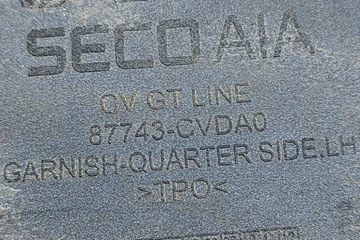 SECO AIA
CV GT LINE
87743-CVDA0
GARNISH-QUARTER SIDE,LH
>TPO<